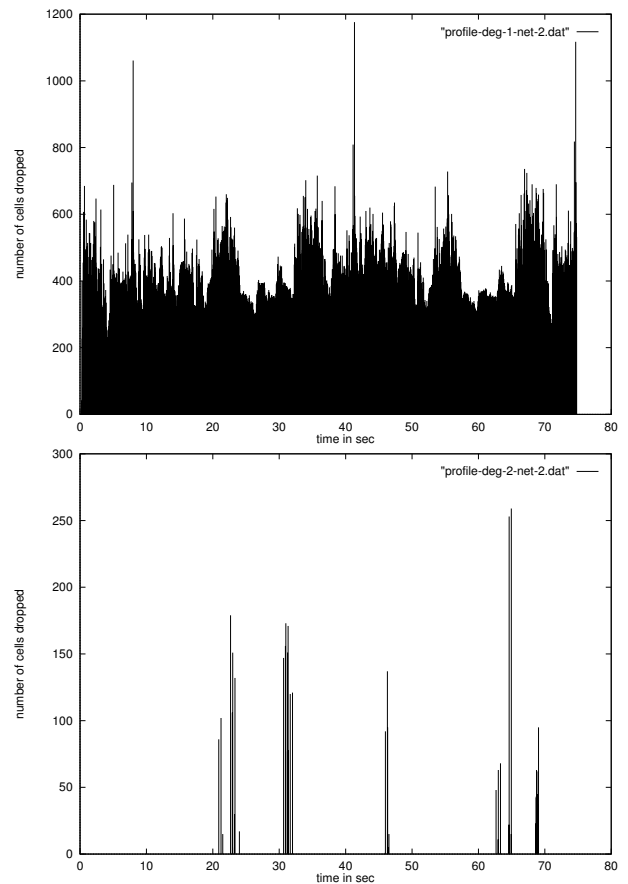 1200
"profile-deg-1-net-2.dat"
1000
800
number of cells dropped
600
400
200
0
0 10 20 30 40 50 60 70 80
time in sec
300
"profile-deg-2-net-2.dat"
250
200
number of cells dropped
150
100
50
0
0 10 20 30 40 50 60 70 80
time in sec